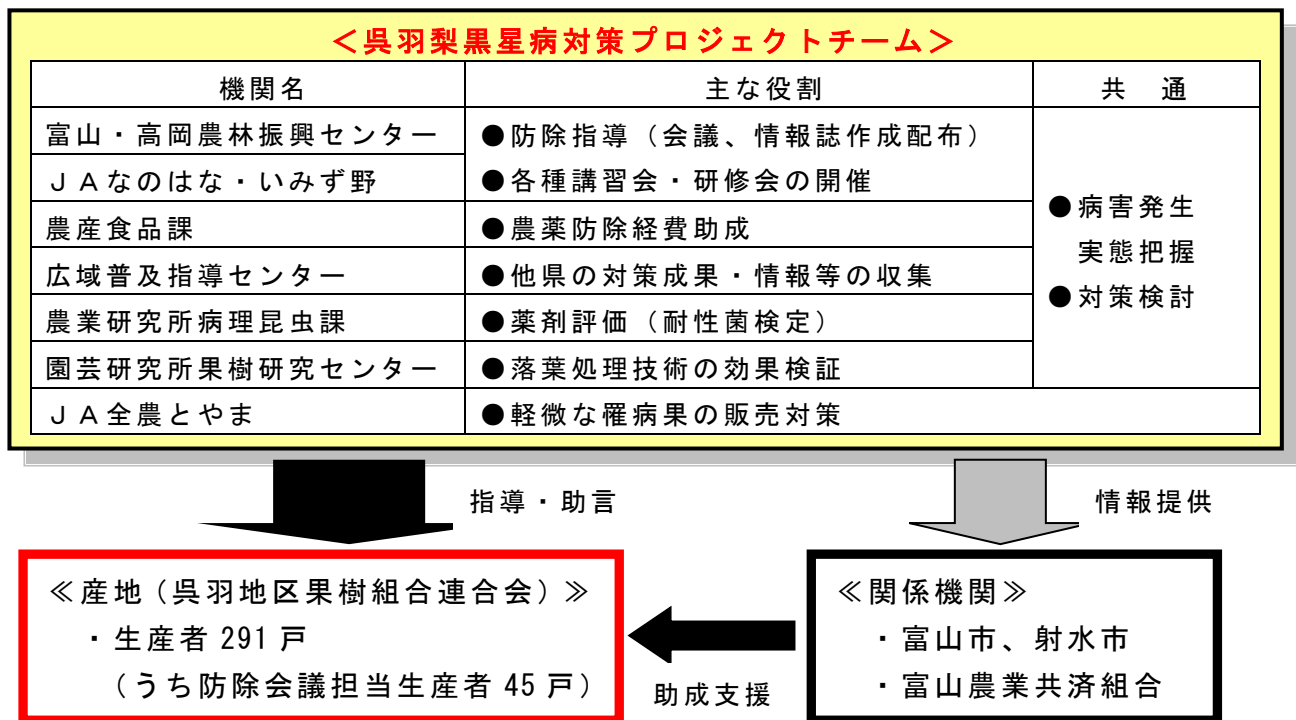 ＜呉羽梨黒星病対策プロジェクトチーム＞
機関名 主な役割 共　通
富山・高岡農林振興センター ●防除指導（会議、情報誌作成配布）
ＪＡなのはな・いみず野 ●各種講習会・研修会の開催
農産食品課 ●農薬防除経費助成
広域普及指導センター ●他県の対策成果・情報等の収集
農業研究所病理昆虫課 ●薬剤評価（耐性菌検定）
園芸研究所果樹研究センター ●落葉処理技術の効果検証
●病害発生
実態把握
●対策検討
ＪＡ全農とやま ●軽微な罹病果の販売対策
指導・助言
情報提供
≪産地（呉羽地区果樹組合連合会）≫
・生産者 291 戸
（うち防除会議担当生産者 45 戸）
助成支援
≪関係機関≫
・富山市、射水市
・富山農業共済組合